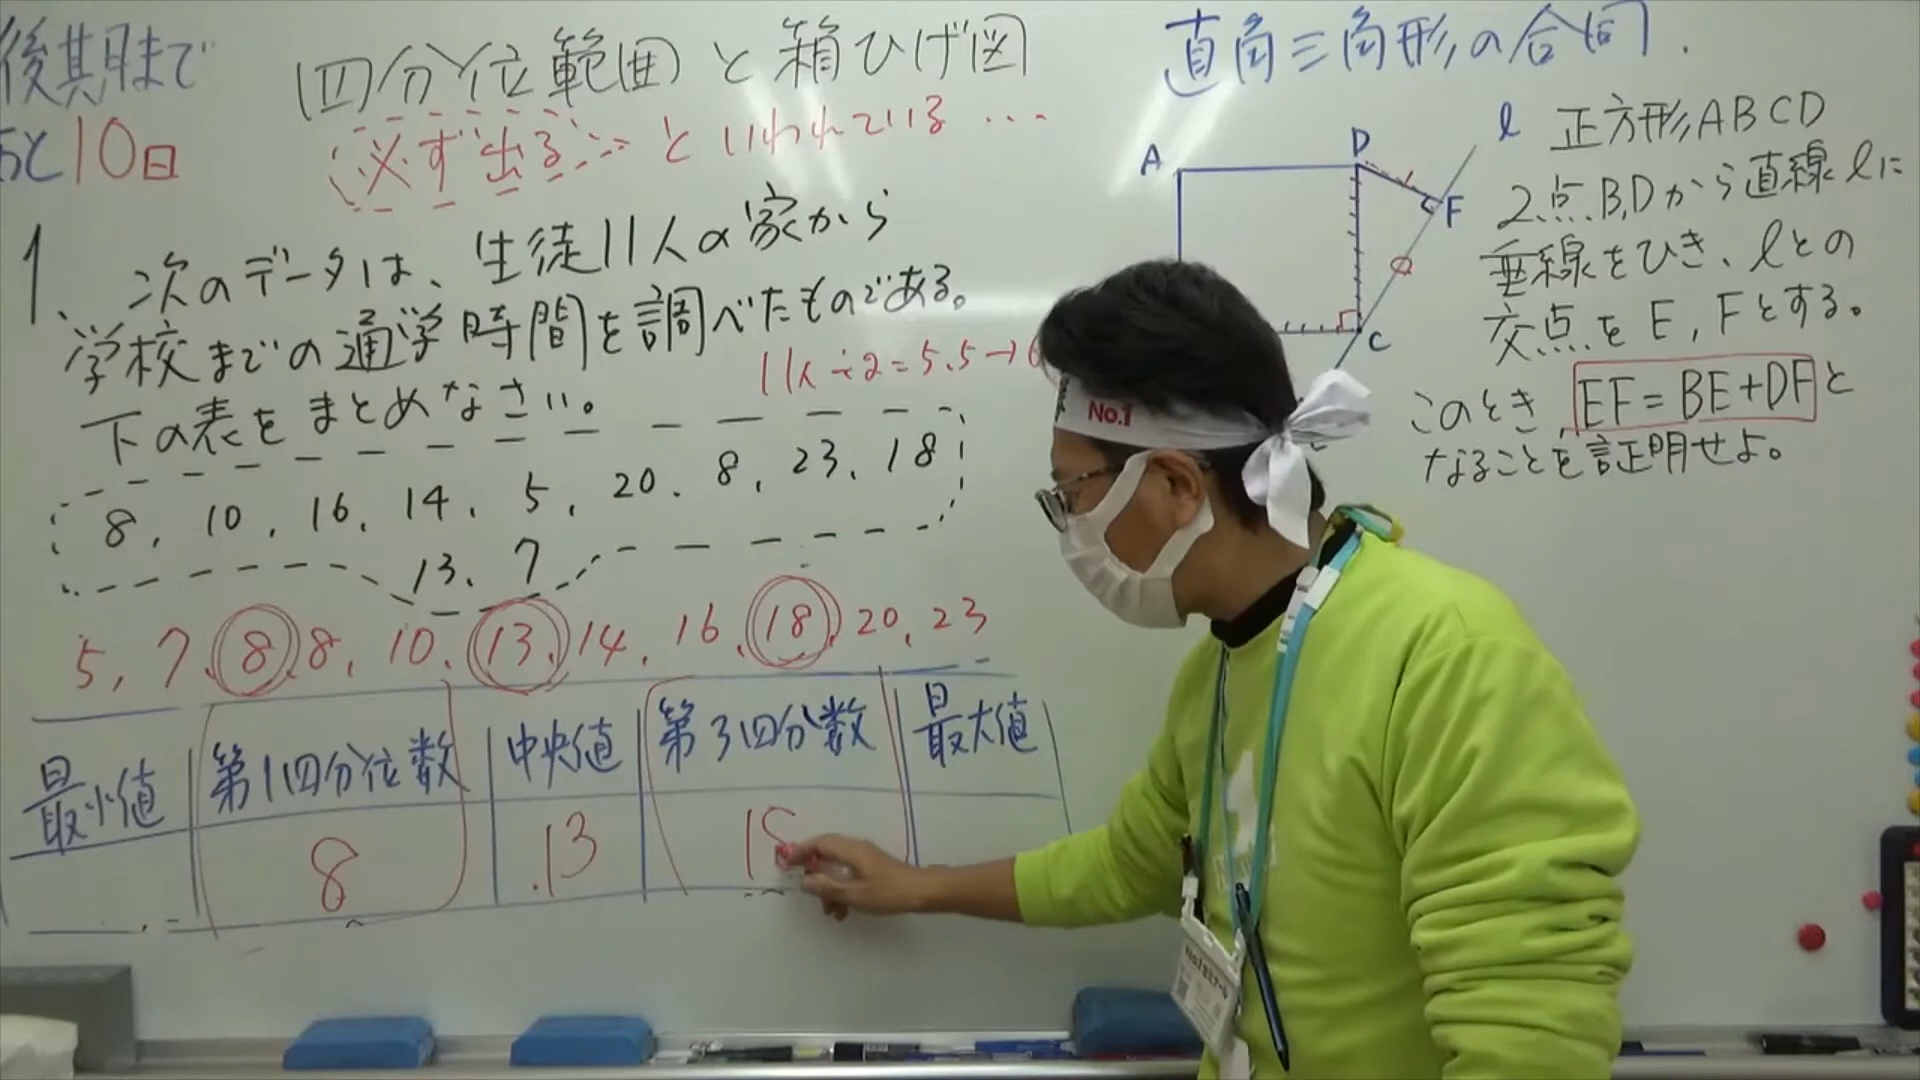 後期まで
あと10日
四分位範囲と箱ひげ図
必ず出る といわれている…
1、次のデータは、生徒11人の家から
学校までの通学時間を調べたものである。
下の表をまとめなさい。
11人÷2=5.5→6
8, 10, 16, 14, 5, 20, 8, 23, 18
13, 7
5, 7, 8, 8, 10, 13, 14, 16, 18, 20, 23
最小値 第1四分位数 中央値 第3四分数 最大値
8 13 18
直角三角形の合同.
A D l F C
正方形ABCD
2点B,Dから直線lに
垂線をひき、lとの
交点をE, Fとする。
このとき, EF=BE+DFと
なることを証明せよ。
No.1